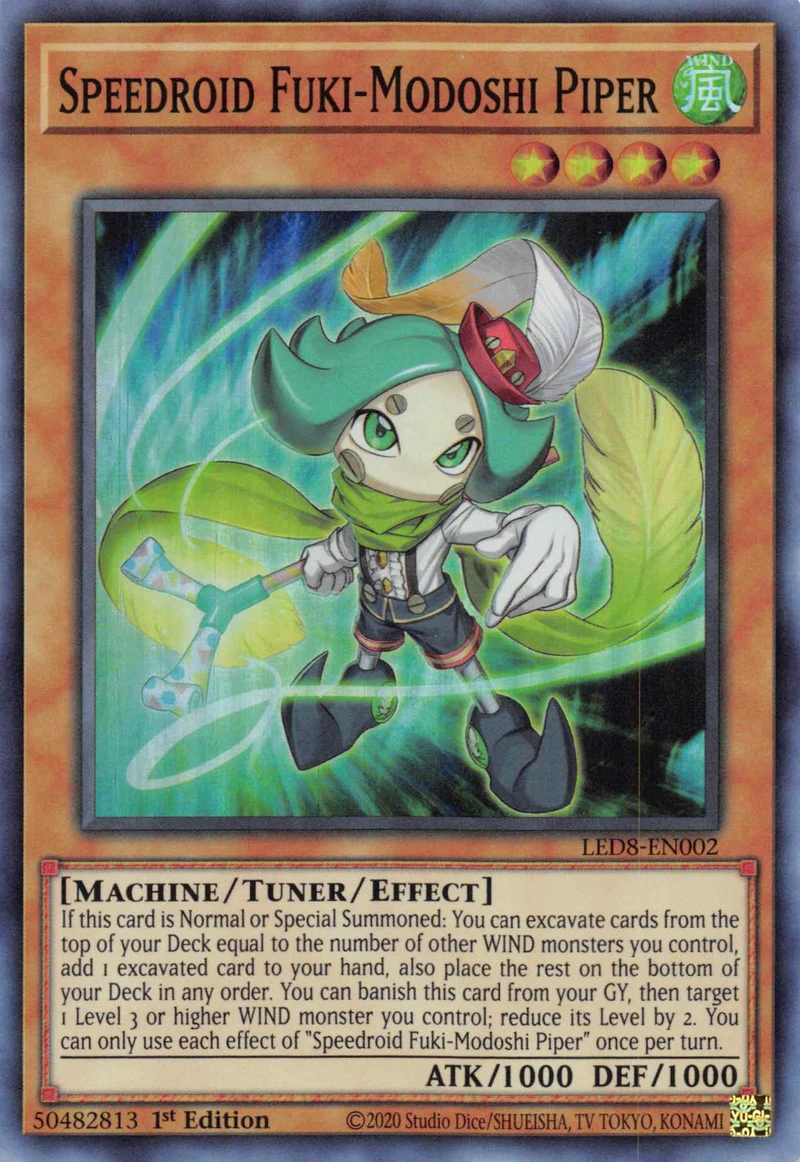 Speedroid Fuki-Modoshi Piper
WIND
風
LED8-EN002
[Machine/Tuner/Effect]
If this card is Normal or Special Summoned: You can excavate cards from the
top of your Deck equal to the number of other WIND monsters you control,
add 1 excavated card to your hand, also place the rest on the bottom of
your Deck in any order. You can banish this card from your GY, then target
1 Level 3 or higher WIND monster you control; reduce its Level by 2. You
can only use each effect of "Speedroid Fuki-Modoshi Piper" once per turn.
ATK/1000 DEF/1000
50482813 1st Edition ©2020 Studio Dice/SHUEISHA, TV TOKYO, KONAMI
YU-GI-